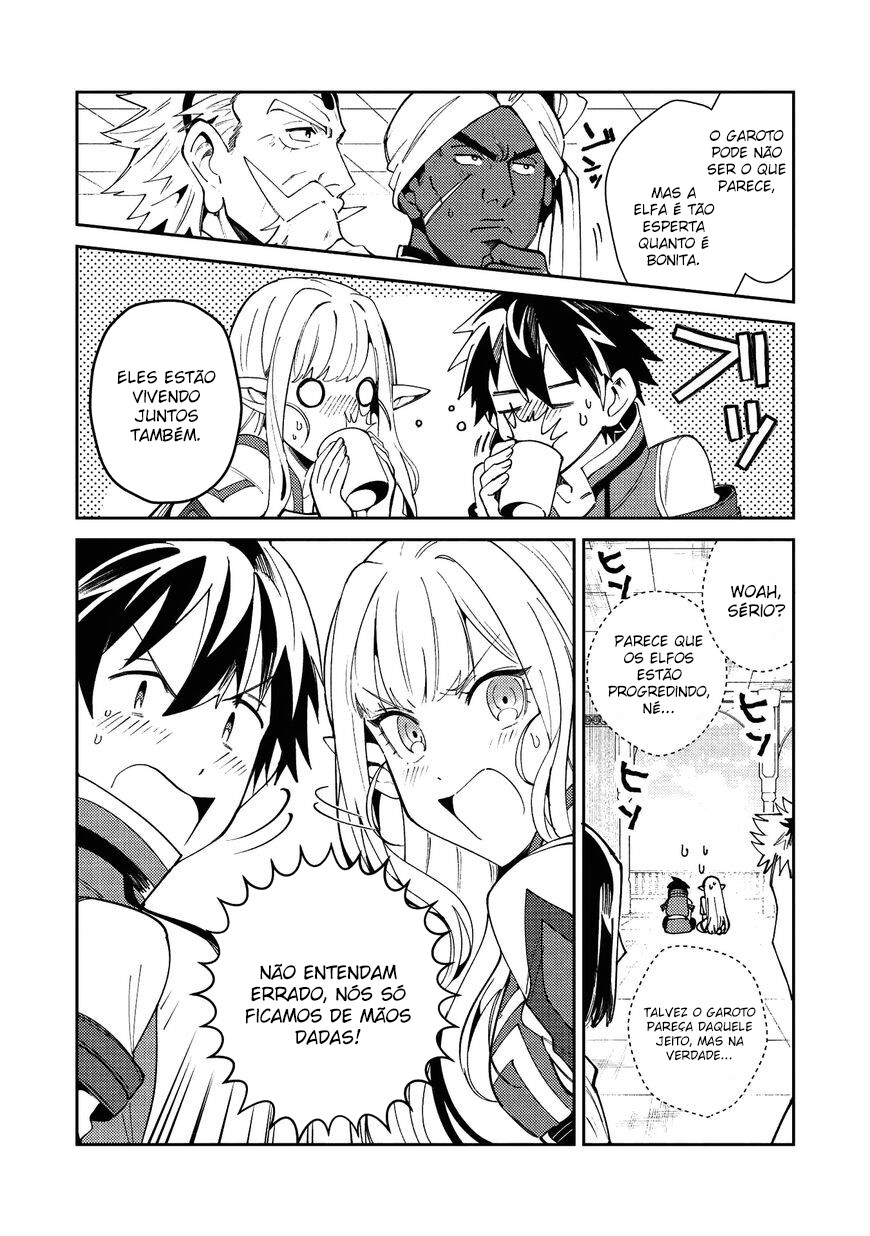 O GAROTO
PODE NÃO
SER O QUE
PARECE,
MAS A
ELFA É TÃO
ESPERTA
QUANTO É
BONITA.
ELES ESTÃO
VIVENDO
JUNTOS
TAMBÉM.
WOAH,
SÉRIO?
PARECE QUE
OS ELFOS
ESTÃO
PROGREDINDO,
NÉ...
TALVEZ O GAROTO
PAREÇA DAQUELE
JEITO, MAS NA
VERDADE...
NÃO ENTENDAM
ERRADO, NÓS SÓ
FICAMOS DE MÃOS
DADAS!